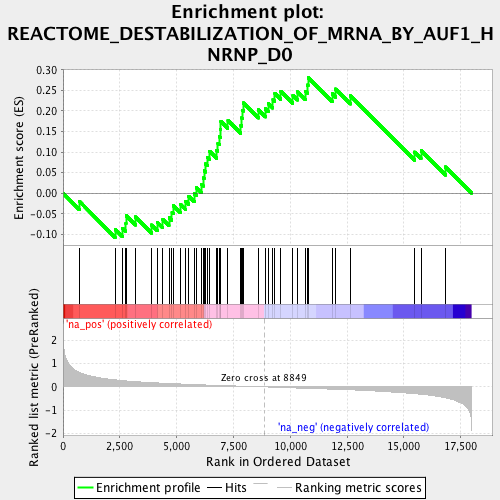 Enrichment plot:
REACTOME_DESTABILIZATION_OF_MRNA_BY_AUF1_H
NRNP_D0
Enrichment score (ES)
0.30
0.25
0.20
0.15
0.10
0.05
0.00
-0.05
-0.10
'na_pos' (positively correlated)
Ranked list metric (PreRanked)
2
1
0
-1
-2
Zero cross at 8849
'na_neg' (negatively correlated)
0 2,500 5,000 7,500 10,000 12,500 15,000 17,500
Rank in Ordered Dataset
Enrichment profile Hits Ranking metric scores